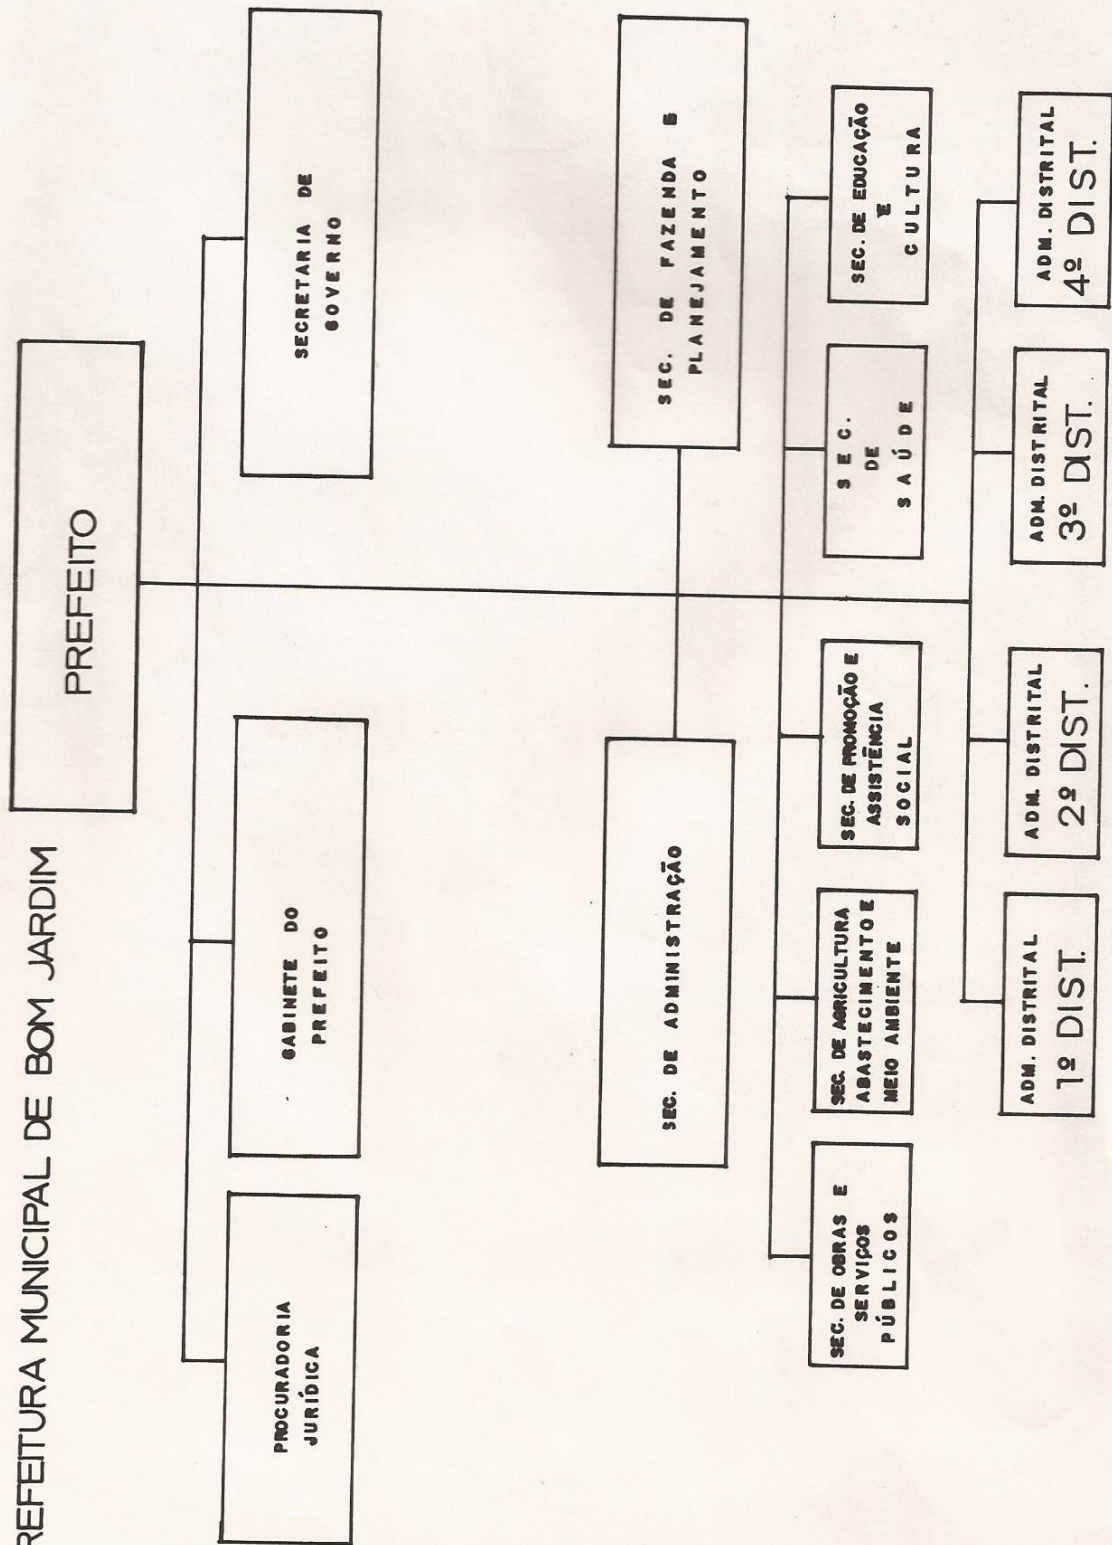 REFEITURA MUNICIPAL DE BOM JARDIM
PREFEITO
PROCURADORIA
JURÍDICA
GABINETE DO
PREFEITO
SECRETARIA DE
GOVERNO
SEC. DE ADMINISTRAÇÃO
SEC. DE FAZENDA E
PLANEJAMENTO
SEC. DE OBRAS E
SERVIÇOS
PÚBLICOS
SEC. DE AGRICULTURA
ABASTECIMENTO E
MEIO AMBIENTE
SEC. DE PROMOÇÃO E
ASSISTÊNCIA
SOCIAL
SEC.
DE
SAÚDE
SEC. DE EDUCAÇÃO
E
CULTURA
ADM. DISTRITAL
1º DIST.
ADM. DISTRITAL
2º DIST.
ADM. DISTRITAL
3º DIST.
ADM. DISTRITAL
4º DIST.